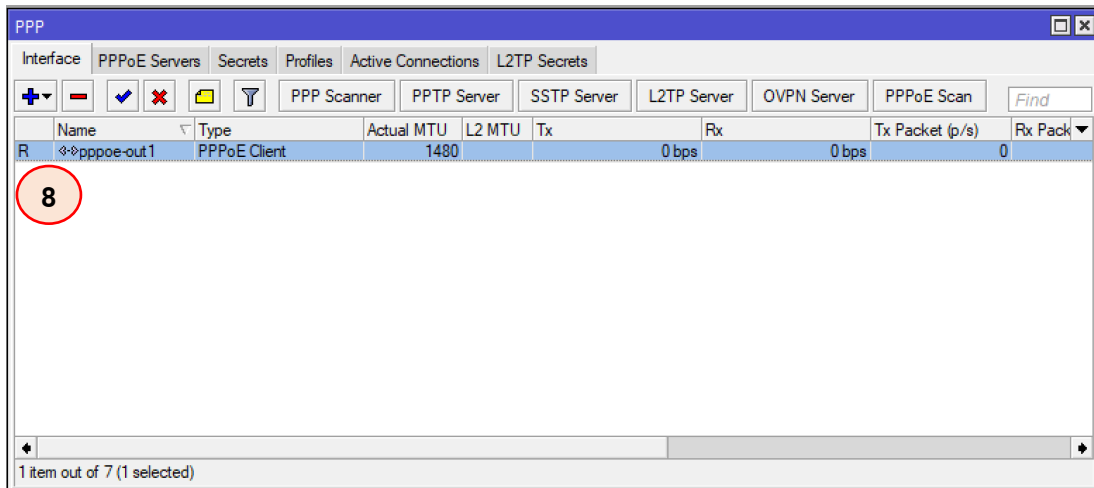 PPP
Interface PPPoE Servers Secrets Profiles Active Connections L2TP Secrets
PPP Scanner PPTP Server SSTP Server L2TP Server OVPN Server PPPoE Scan Find
Name Type Actual MTU L2 MTU Tx Rx Tx Packet (p/s) Rx Pack
R pppoe-out1 PPPoE Client 1480 0 bps 0 bps 0
8
1 item out of 7 (1 selected)